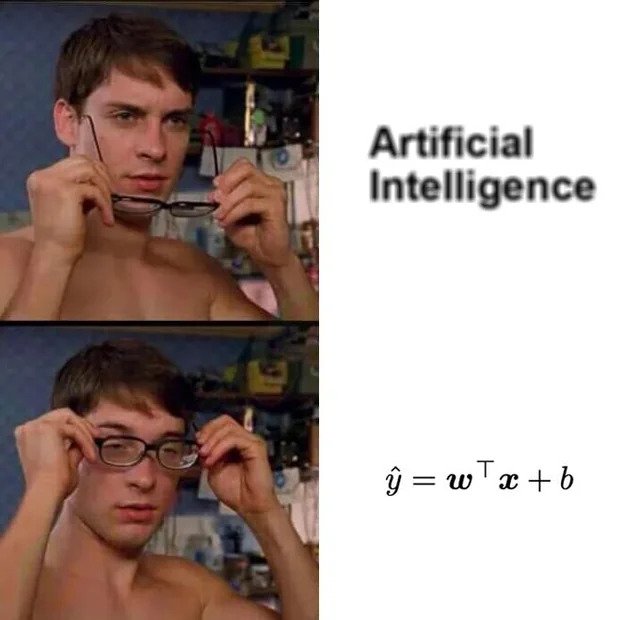 Artificial
Intelligence
ŷ = w⊤x + b